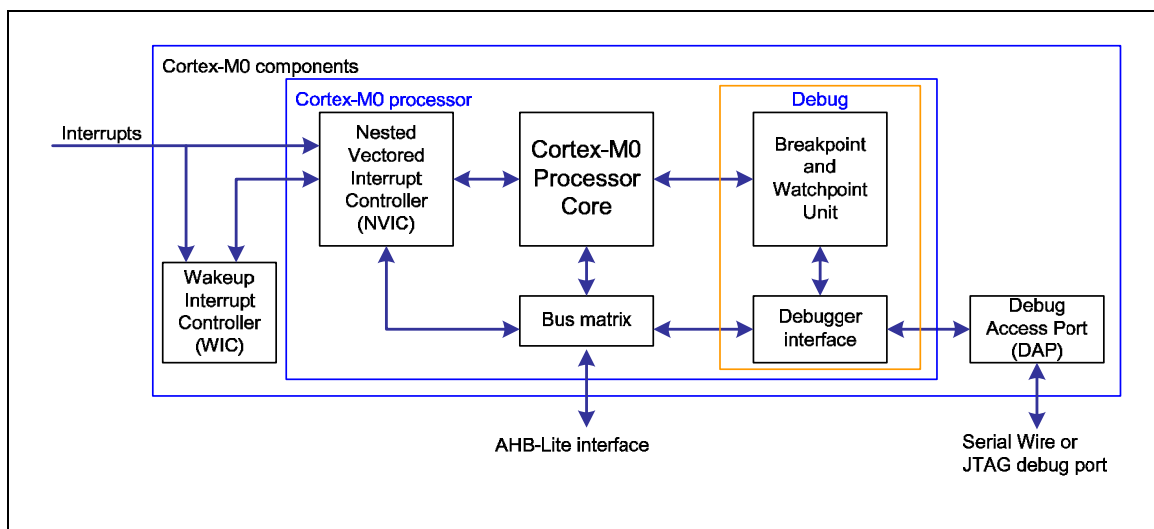 Cortex-M0 components
Cortex-M0 processor
Debug
Interrupts
Nested
Vectored
Interrupt
Controller
(NVIC)
Cortex-M0
Processor
Core
Breakpoint
and
Watchpoint
Unit
Wakeup
Interrupt
Controller
(WIC)
Bus matrix
Debugger
interface
Debug
Access Port
(DAP)
AHB-Lite interface
Serial Wire or
JTAG debug port